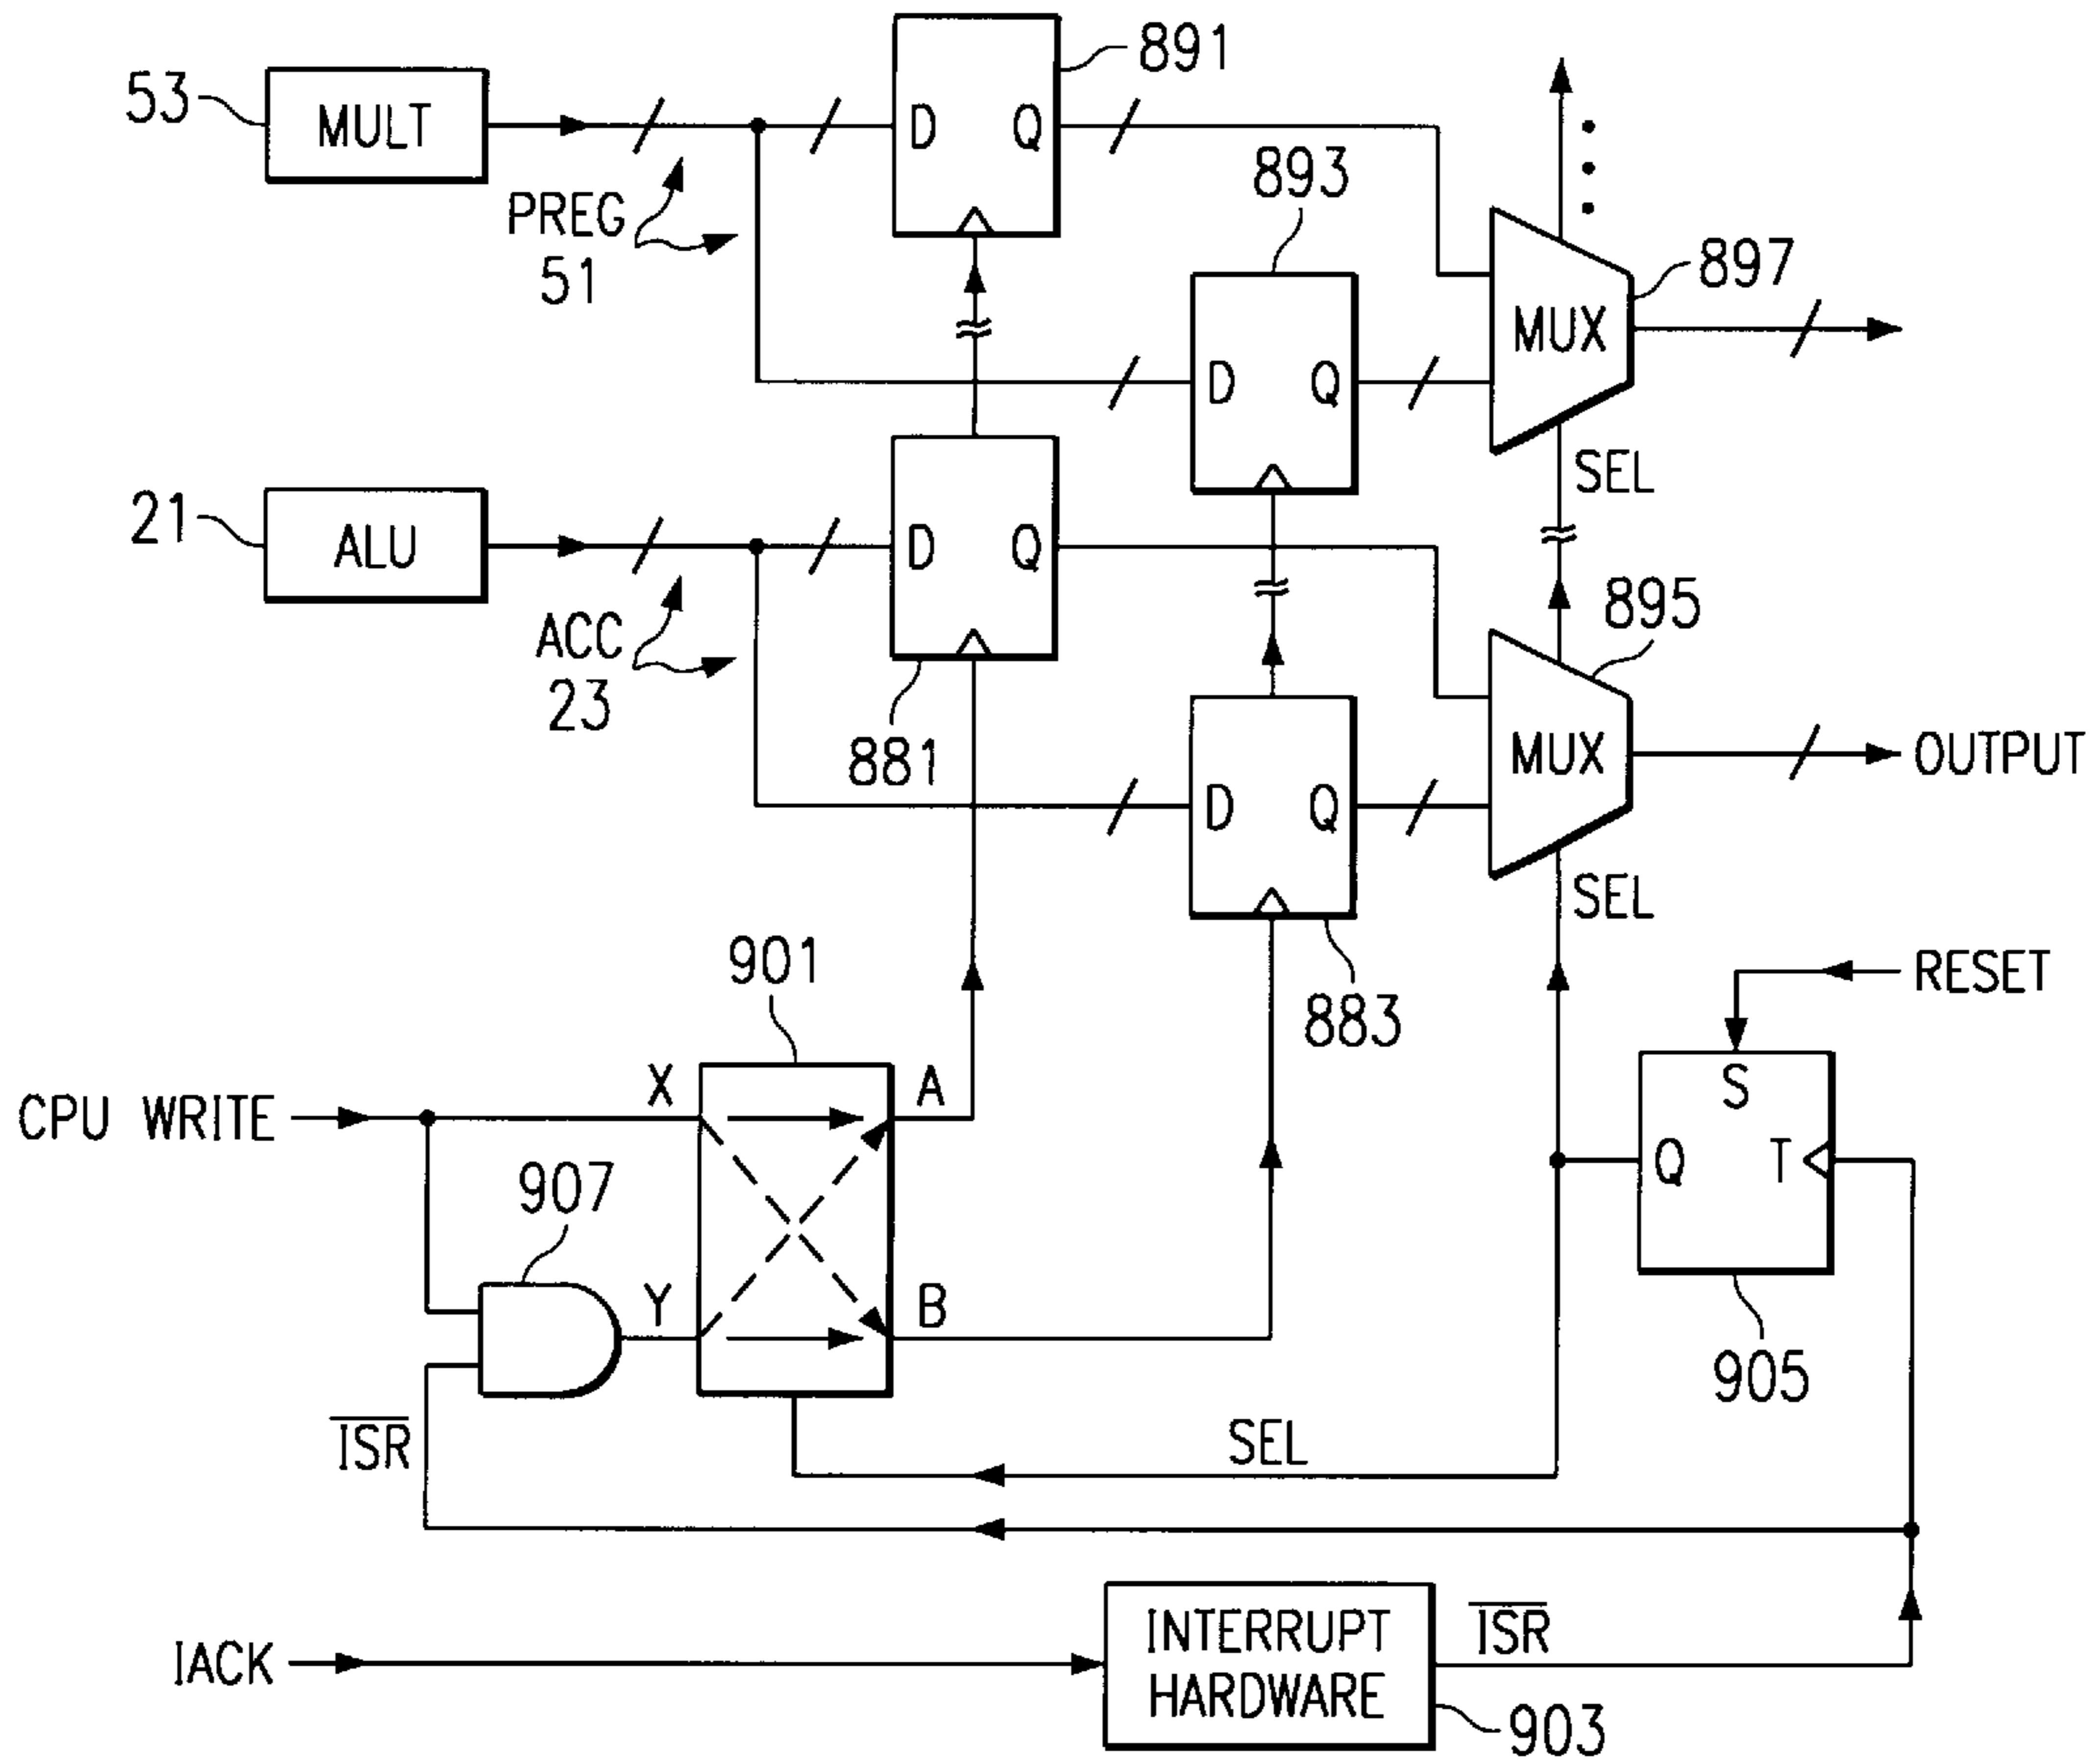 891
53
MULT
D Q
893
PREG
51
897
MUX
D Q
SEL
21
ALU
D Q
895
ACC
23
881
MUX
OUTPUT
D Q
SEL
901
RESET
883
X
A
S
CPU WRITE
Q T
907
Y
B
905
ISR
SEL
IACK
INTERRUPT
HARDWARE
ISR
903